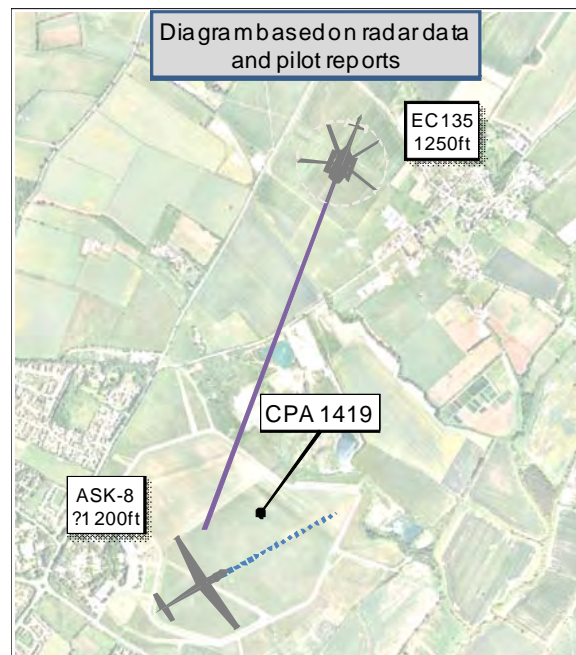 Diagram based on radar data
and pilot reports
EC135
1250ft
CPA 1419
ASK-8
?1200ft